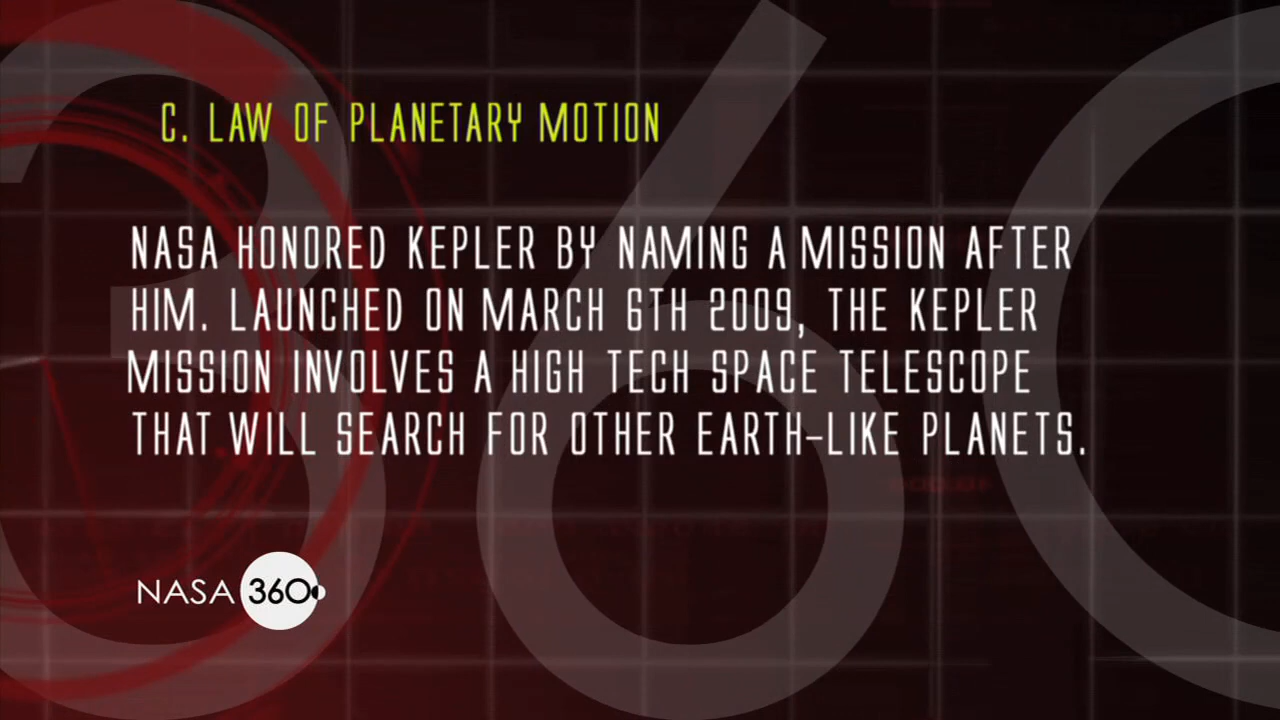 C. LAW OF PLANETARY MOTION
NASA HONORED KEPLER BY NAMING A MISSION AFTER
HIM. LAUNCHED ON MARCH 6TH 2009, THE KEPLER
MISSION INVOLVES A HIGH TECH SPACE TELESCOPE
THAT WILL SEARCH FOR OTHER EARTH-LIKE PLANETS.
NASA 360
360